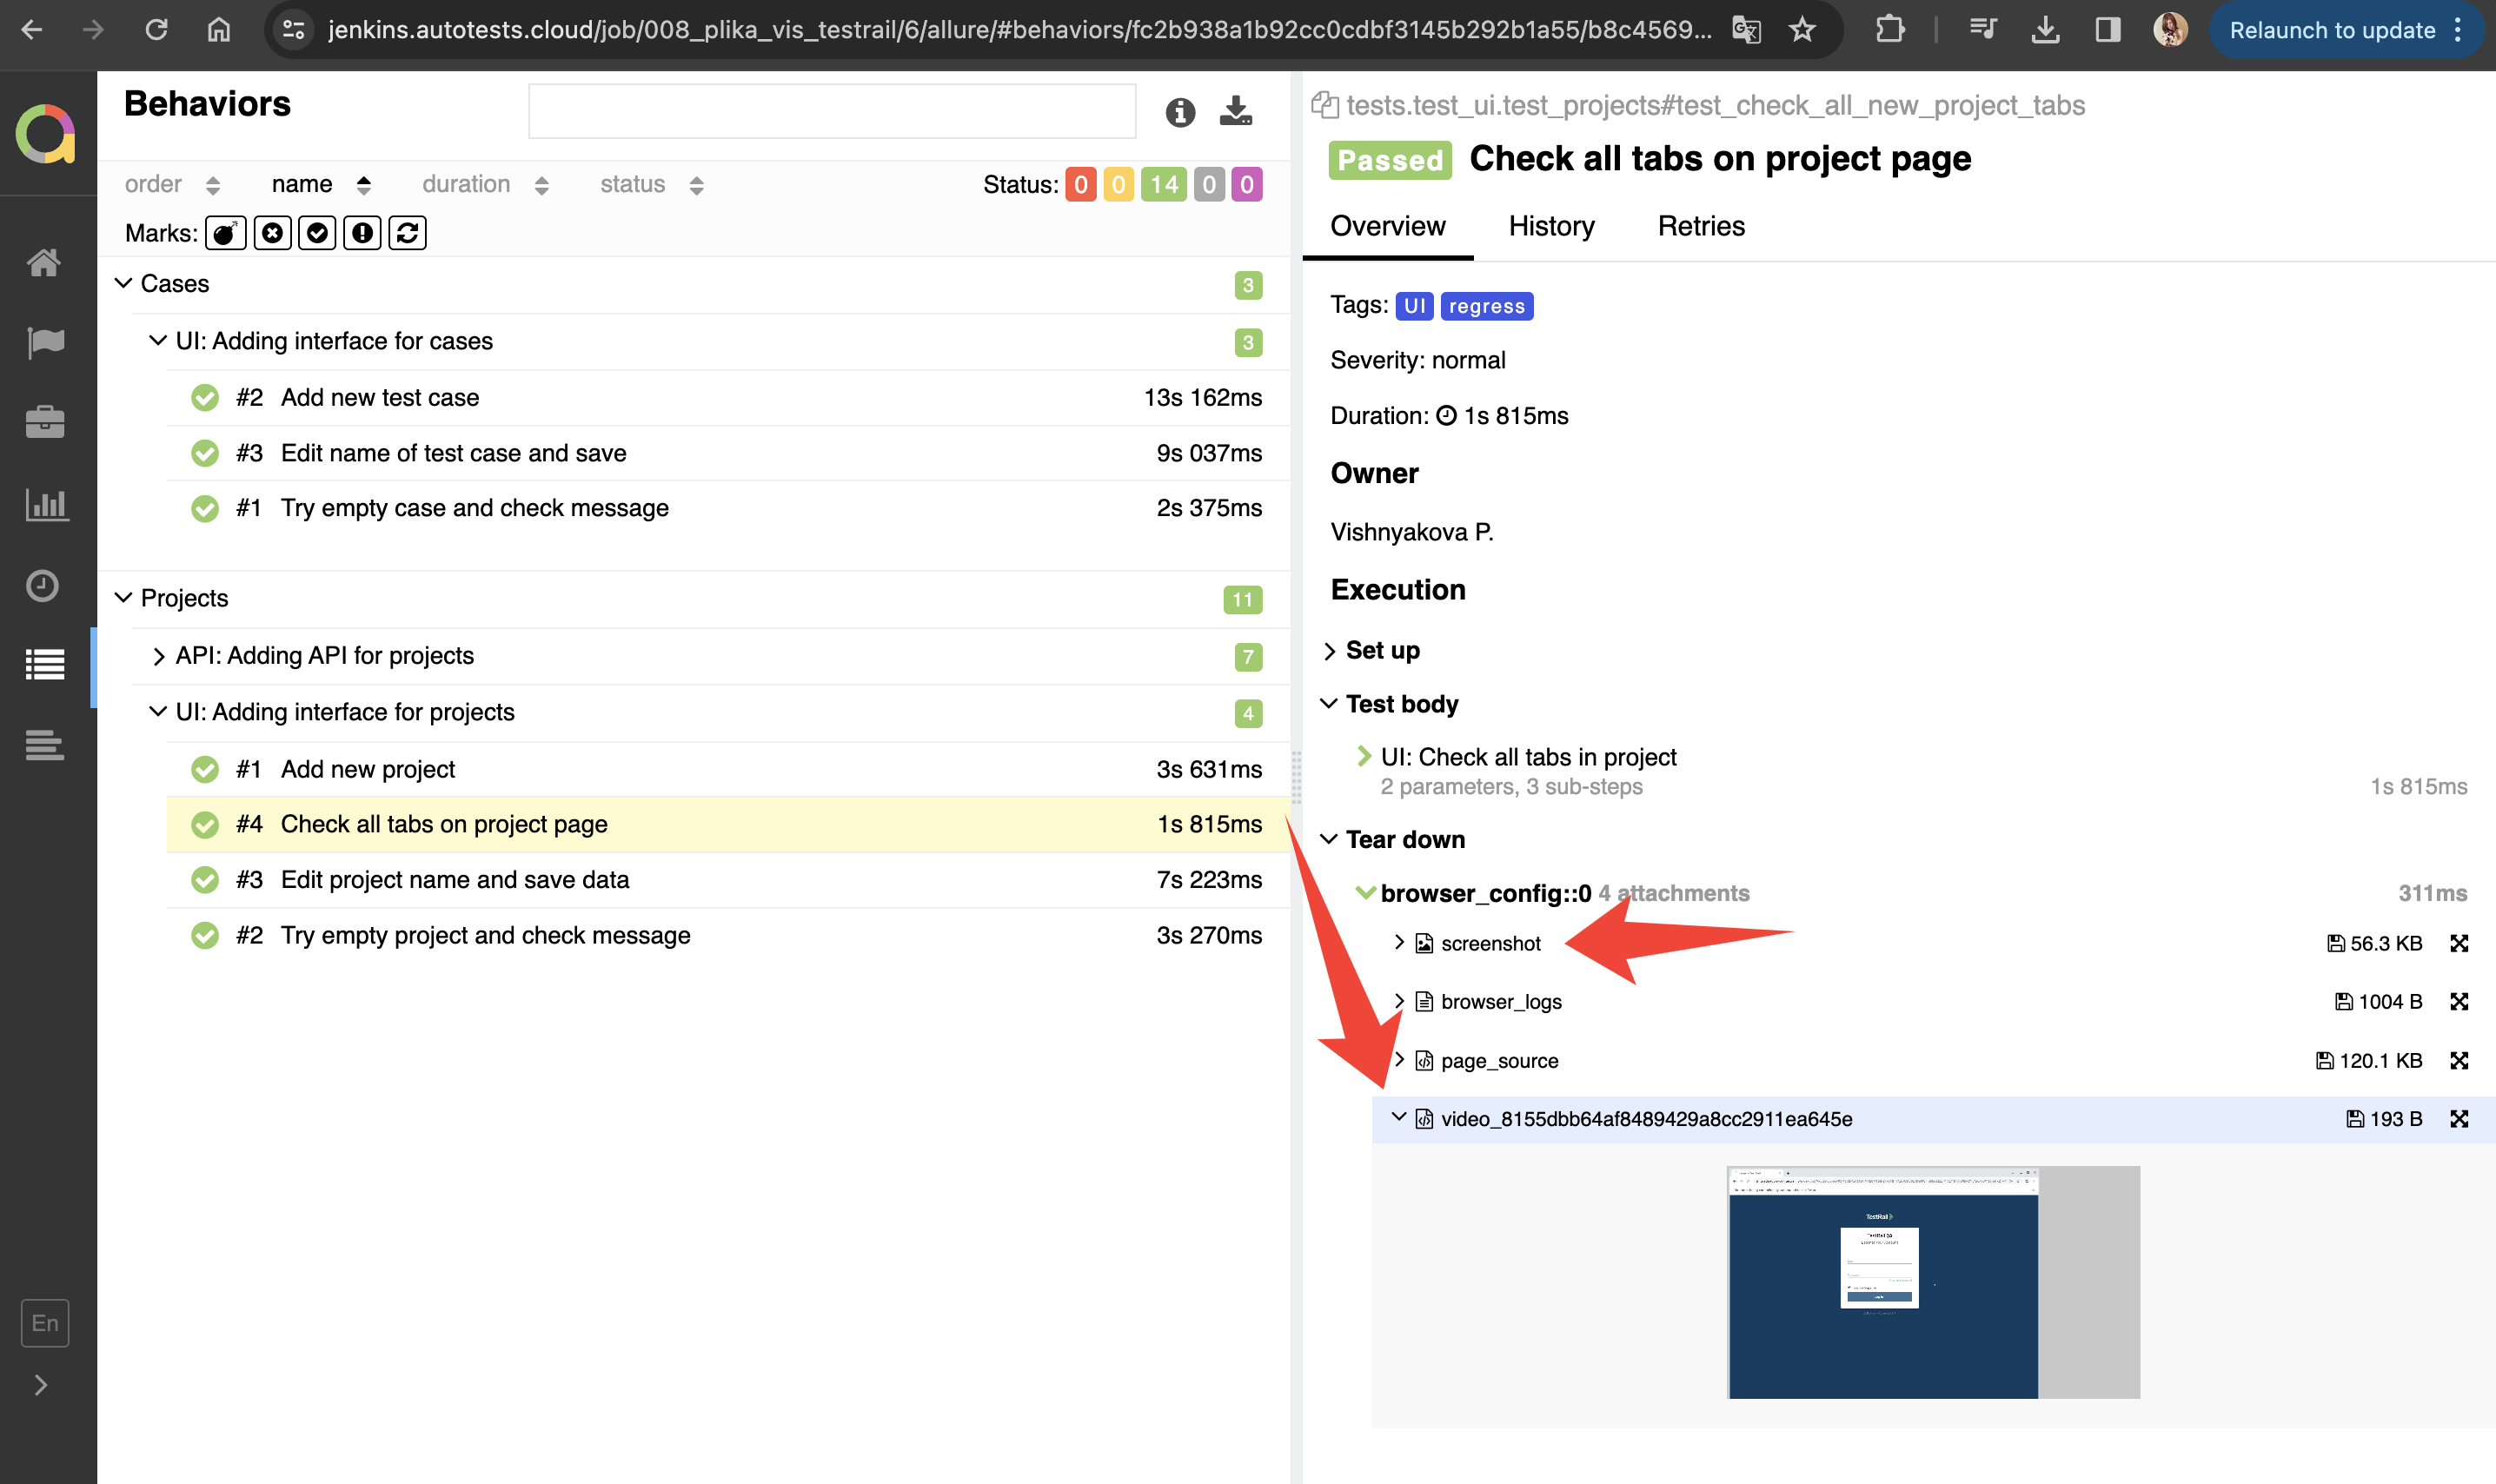 jenkins.autotests.cloud/job/008_plika_vis_testrail/6/allure/#behaviors/fc2b938a1b92cc0cdbf3145b292b1a55/b8c4569...
Relaunch to update
Behaviors
order name duration status
Status: 0 0 14 0 0
Marks:
Cases 3
UI: Adding interface for cases 3
#2 Add new test case 13s 162ms
#3 Edit name of test case and save 9s 037ms
#1 Try empty case and check message 2s 375ms
Projects 11
API: Adding API for projects 7
UI: Adding interface for projects 4
#1 Add new project 3s 631ms
#4 Check all tabs on project page 1s 815ms
#3 Edit project name and save data 7s 223ms
#2 Try empty project and check message 3s 270ms
En
tests.test_ui.test_projects#test_check_all_new_project_tabs
Passed Check all tabs on project page
Overview History Retries
Tags: UI regress
Severity: normal
Duration: 1s 815ms
Owner
Vishnyakova P.
Execution
Set up
Test body
UI: Check all tabs in project
2 parameters, 3 sub-steps 1s 815ms
Tear down
browser_config::0 4 attachments 311ms
screenshot 56.3 KB
browser_logs 1004 B
page_source 120.1 KB
video_8155dbb64af8489429a8cc2911ea645e 193 B
TestRail